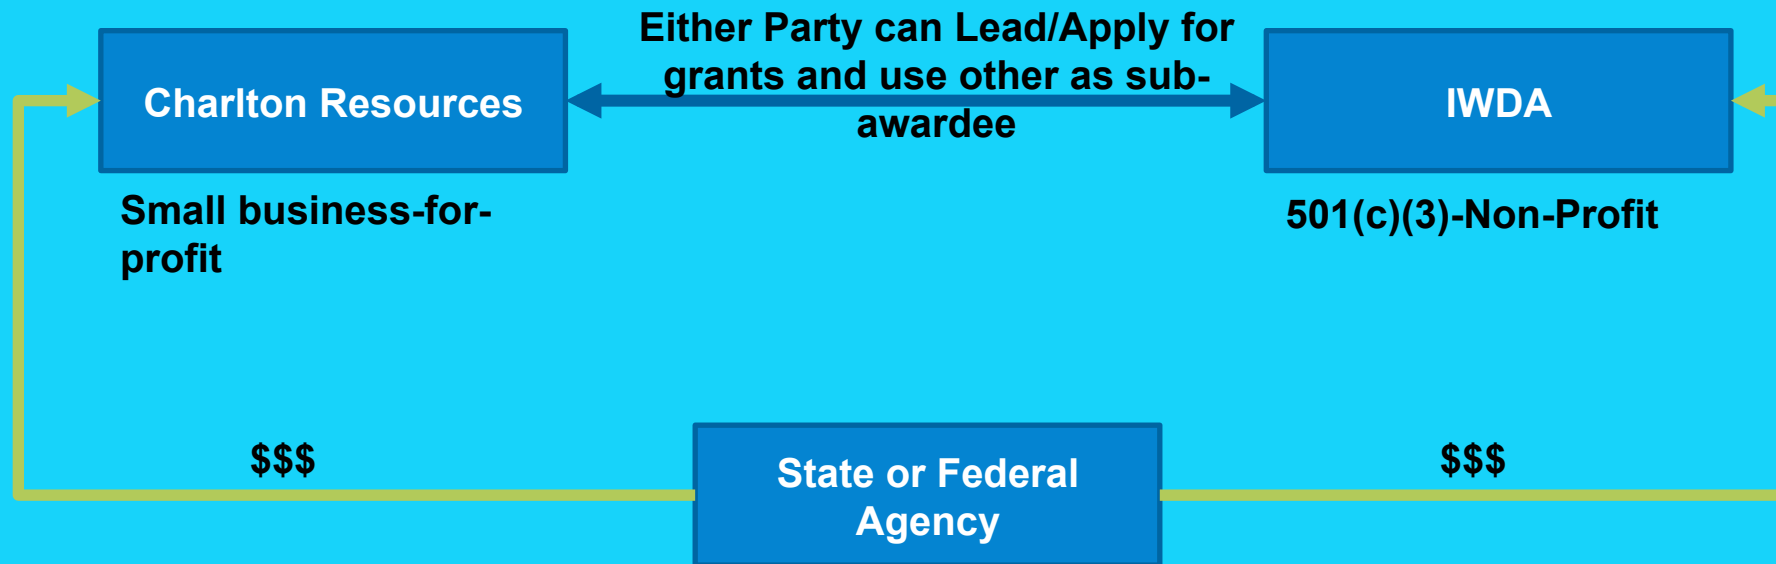 Either Party can Lead/Apply for
grants and use other as sub-
awardee
Charlton Resources
IWDA
Small business-for-
profit
501(c)(3)-Non-Profit
$$$
State or Federal
Agency
$$$